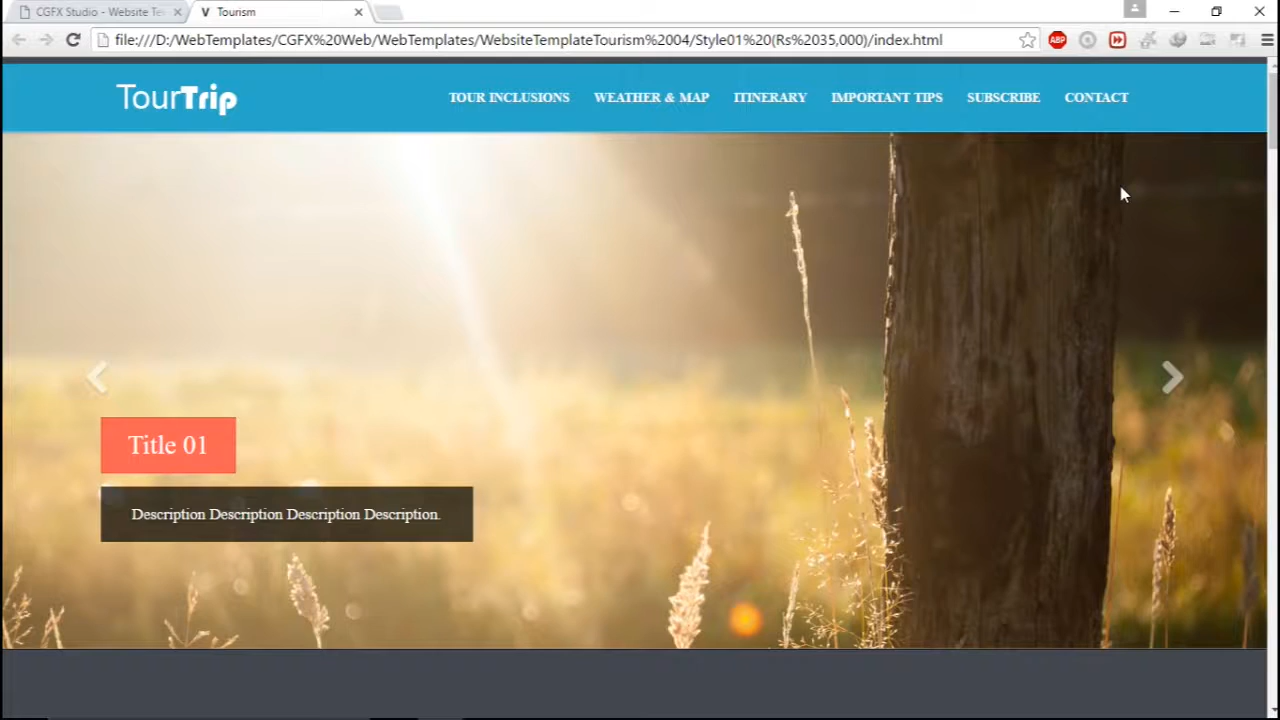 CGFX Studio - Website Te
Tourism
file:///D:/WebTemplates/CGFX%20Web/WebTemplates/WebsiteTemplateTourism%2004/Style01%20(Rs%2035,000)/index.html
ABP
TourTrip
TOUR INCLUSIONS WEATHER & MAP ITINERARY IMPORTANT TIPS SUBSCRIBE CONTACT
Title 01
Description Description Description Description.